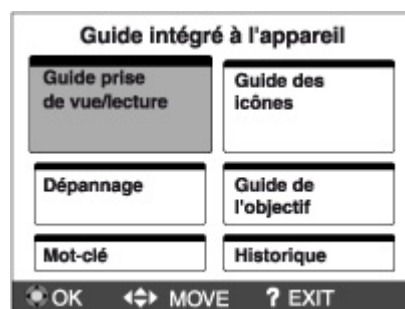 Guide intégré à l'appareil
Guide prise
de vue/lecture
Guide des
icônes
Dépannage
Guide de
l'objectif
Mot-clé
Historique
OK MOVE ? EXIT